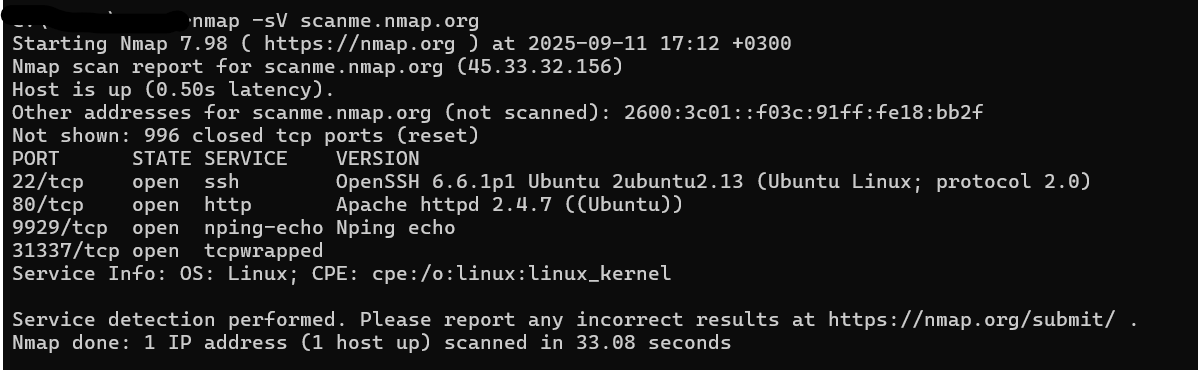 nmap -sV scanme.nmap.org
Starting Nmap 7.98 ( https://nmap.org ) at 2025-09-11 17:12 +0300
Nmap scan report for scanme.nmap.org (45.33.32.156)
Host is up (0.50s latency).
Other addresses for scanme.nmap.org (not scanned): 2600:3c01::f03c:91ff:fe18:bb2f
Not shown: 996 closed tcp ports (reset)
PORT      STATE SERVICE    VERSION
22/tcp    open  ssh        OpenSSH 6.6.1p1 Ubuntu 2ubuntu2.13 (Ubuntu Linux; protocol 2.0)
80/tcp    open  http       Apache httpd 2.4.7 ((Ubuntu))
9929/tcp  open  nping-echo Nping echo
31337/tcp open  tcpwrapped
Service Info: OS: Linux; CPE: cpe:/o:linux:linux_kernel

Service detection performed. Please report any incorrect results at https://nmap.org/submit/ .
Nmap done: 1 IP address (1 host up) scanned in 33.08 seconds